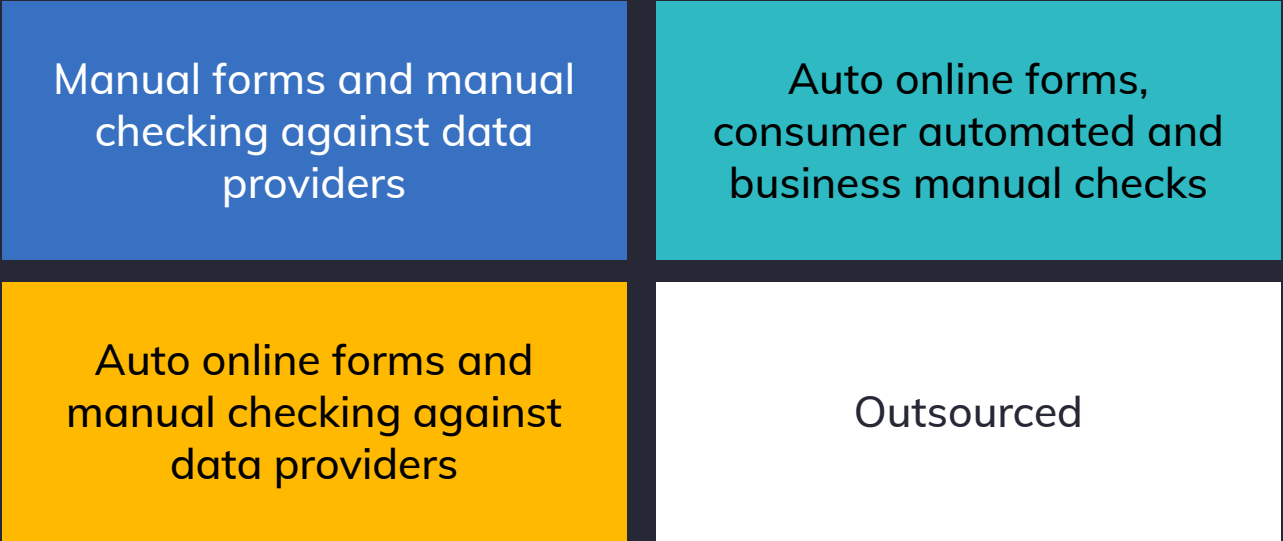 Manual forms and manual
checking against data
providers
Auto online forms,
consumer automated and
business manual checks
Auto online forms and
manual checking against
data providers
Outsourced